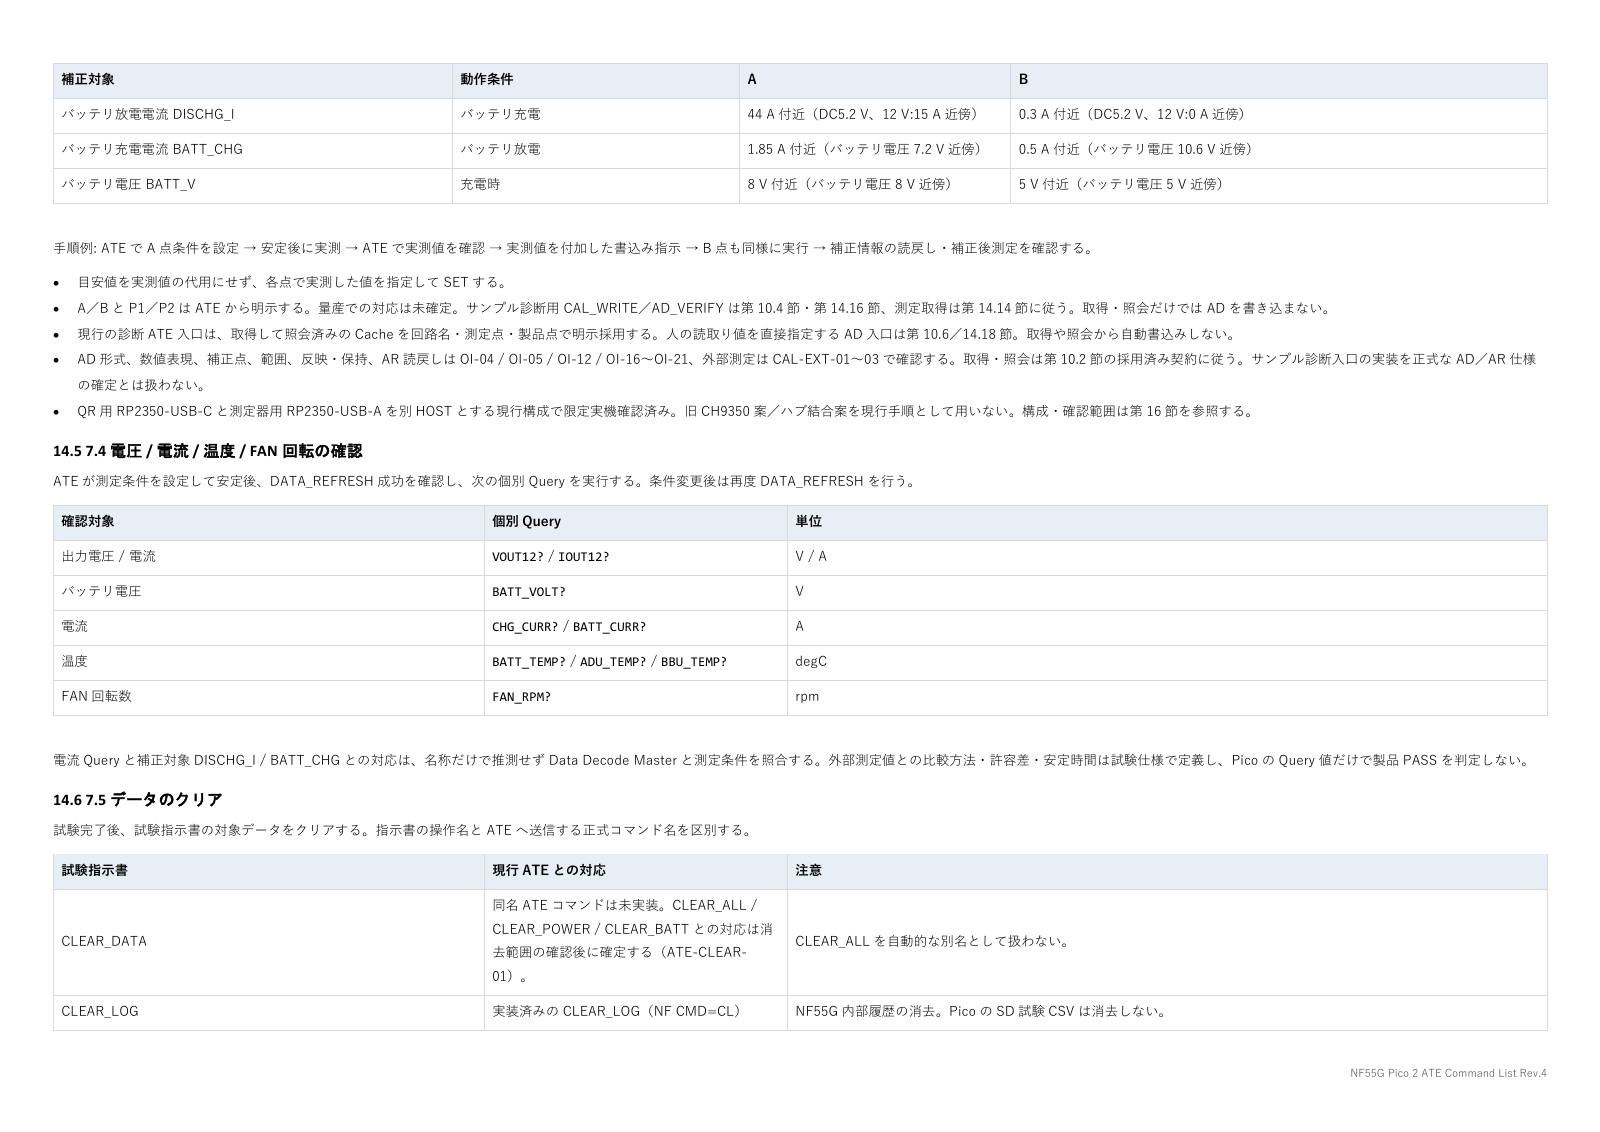 補正対象 動作条件 A B
バッテリ放電電流 DISCHG_I バッテリ充電 44 A 付近（DC5.2 V、12 V:15 A 近傍） 0.3 A 付近（DC5.2 V、12 V:0 A 近傍）
バッテリ充電電流 BATT_CHG バッテリ放電 1.85 A 付近（バッテリ電圧 7.2 V 近傍） 0.5 A 付近（バッテリ電圧 10.6 V 近傍）
バッテリ電圧 BATT_V 充電時 8 V 付近（バッテリ電圧 8 V 近傍） 5 V 付近（バッテリ電圧 5 V 近傍）
手順例: ATE で A 点条件を設定 → 安定後に実測 → ATE で実測値を確認 → 実測値を付加した書込み指示 → B 点も同様に実行 → 補正情報の読戻し・補正後測定を確認する。
• 目安値を実測値の代用にせず、各点で実測した値を指定して SET する。
• A／B と P1／P2 は ATE から明示する。量産での対応は未確定。サンプル診断用 CAL_WRITE／AD_VERIFY は第 10.4 節・第 14.16 節、測定取得は第 14.14 節に従う。取得・照会だけでは AD を書き込まない。
• 現行の診断 ATE 入口は、取得して照会済みの Cache を回路名・測定点・製品点で明示採用する。人の読取り値を直接指定する AD 入口は第 10.6／14.18 節。取得や照会から自動書込みしない。
• AD 形式、数値表現、補正点、範囲、反映・保持、AR 読戻しは OI-04 / OI-05 / OI-12 / OI-16～OI-21、外部測定は CAL-EXT-01～03 で確認する。取得・照会は第 10.2 節の採用済み契約に従う。サンプル診断入口の実装を正式な AD／AR 仕様
の確定とは扱わない。
• QR 用 RP2350-USB-C と測定器用 RP2350-USB-A を別 HOST とする現行構成で限定実機確認済み。旧 CH9350 案／ハブ結合案を現行手順として用いない。構成・確認範囲は第 16 節を参照する。
14.5 7.4 電圧 / 電流 / 温度 / FAN 回転の確認
ATE が測定条件を設定して安定後、DATA_REFRESH 成功を確認し、次の個別 Query を実行する。条件変更後は再度 DATA_REFRESH を行う。
確認対象 個別 Query 単位
出力電圧 / 電流 VOUT12? / IOUT12? V / A
バッテリ電圧 BATT_VOLT? V
電流 CHG_CURR? / BATT_CURR? A
温度 BATT_TEMP? / ADU_TEMP? / BBU_TEMP? degC
FAN 回転数 FAN_RPM? rpm
電流 Query と補正対象 DISCHG_I / BATT_CHG との対応は、名称だけで推測せず Data Decode Master と測定条件を照合する。外部測定値との比較方法・許容差・安定時間は試験仕様で定義し、Pico の Query 値だけで製品 PASS を判定しない。
14.6 7.5 データのクリア
試験完了後、試験指示書の対象データをクリアする。指示書の操作名と ATE へ送信する正式コマンド名を区別する。
試験指示書 現行 ATE との対応 注意
同名 ATE コマンドは未実装。CLEAR_ALL /
CLEAR_POWER / CLEAR_BATT との対応は消
去範囲の確認後に確定する（ATE-CLEAR-
01）。
CLEAR_DATA CLEAR_ALL を自動的な別名として扱わない。
CLEAR_LOG 実装済みの CLEAR_LOG（NF CMD=CL） NF55G 内部履歴の消去。Pico の SD 試験 CSV は消去しない。
NF55G Pico 2 ATE Command List Rev.4